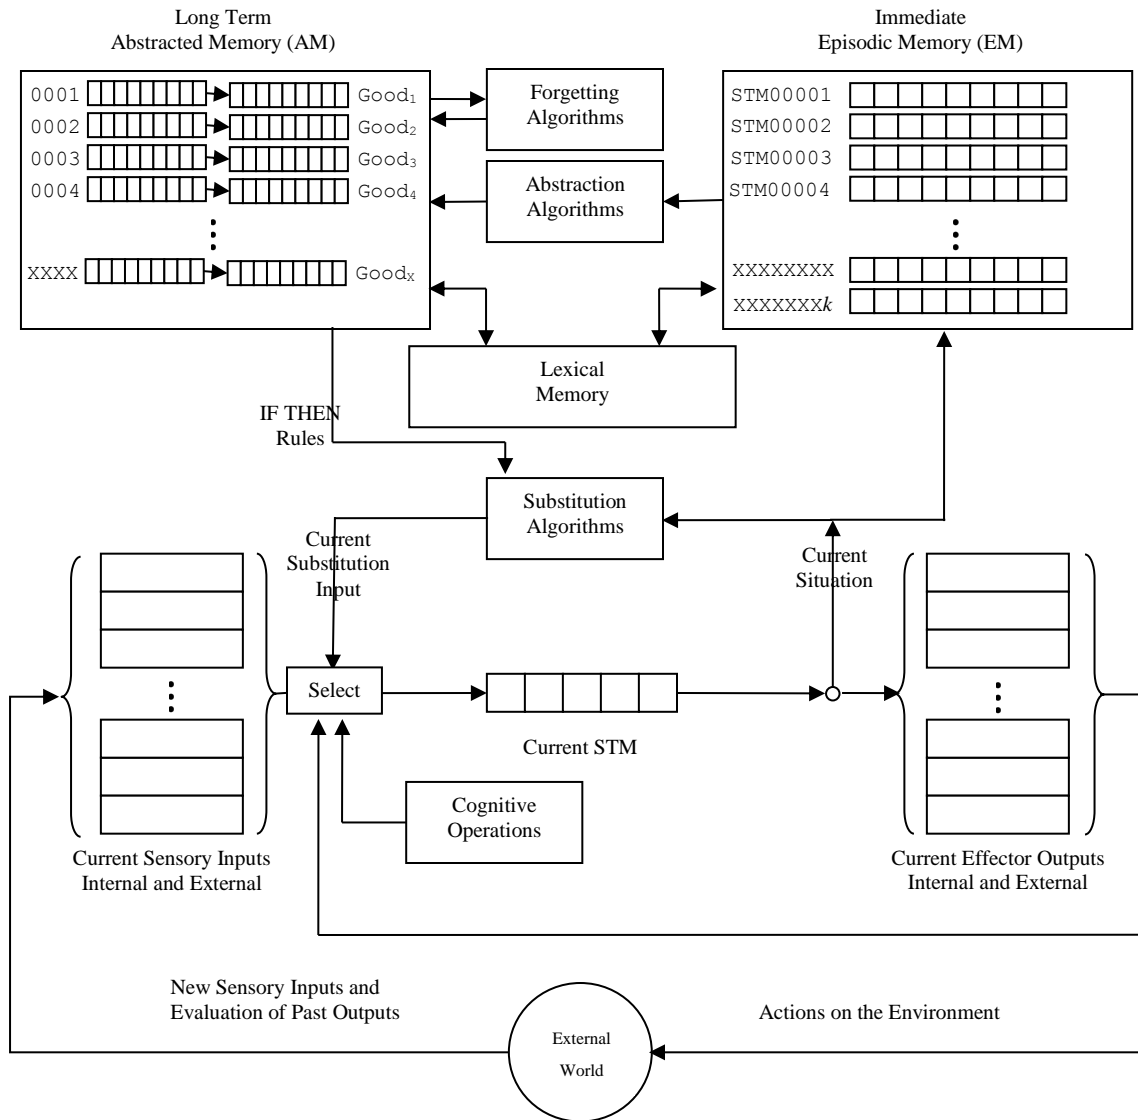 Long Term
Abstracted Memory (AM)
Immediate
Episodic Memory (EM)
0001 Good₁
0002 Good₂
0003 Good₃
0004 Good₄
XXXX Goodₓ
Forgetting
Algorithms
Abstraction
Algorithms
STM00001
STM00002
STM00003
STM00004
XXXXXXXX
XXXXXXXk
Lexical
Memory
IF THEN
Rules
Substitution
Algorithms
Current
Substitution
Input
Current
Situation
Select
Current STM
Cognitive
Operations
Current Sensory Inputs
Internal and External
Current Effector Outputs
Internal and External
New Sensory Inputs and
Evaluation of Past Outputs
External
World
Actions on the Environment